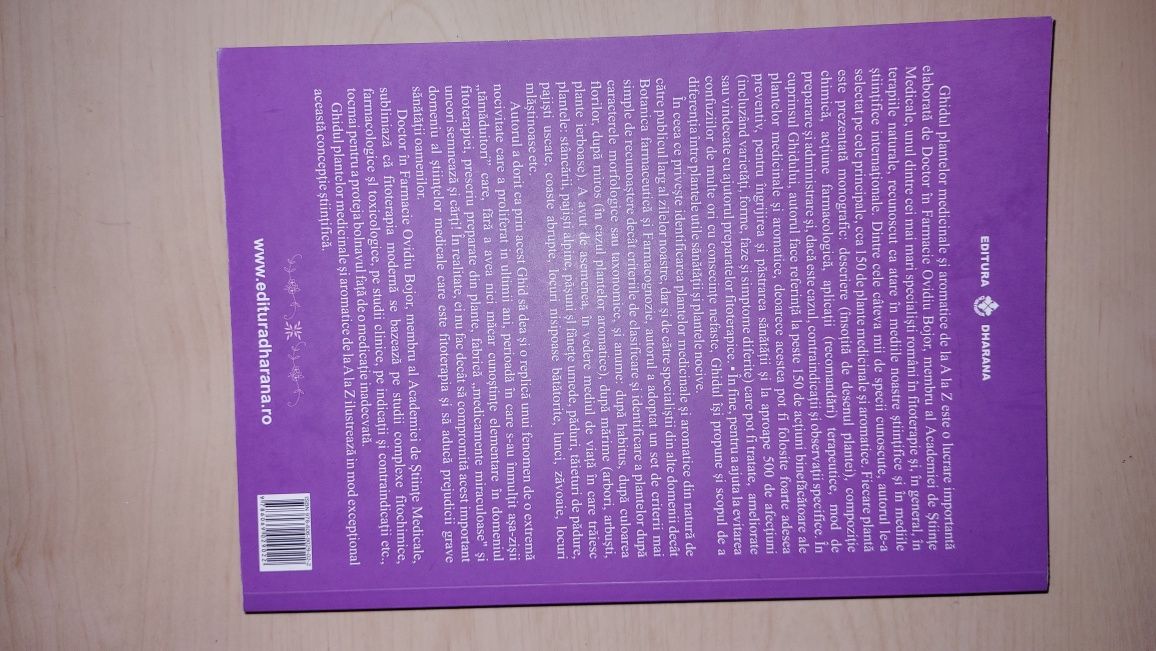 EDITURA DHARANA
Ghidul plantelor medicinale și aromatice de la A la Z este o lucrare importantă
elaborată de Doctor în Farmacie Ovidiu Bojor, membru al Academiei de Științe
Medicale, unul dintre cei mai mari specialiști români în fitoterapie și, în general, în
terapiile naturale, recunoscut ca atare în mediile noastre științifice și în mediile
științifice internaționale. Dintre cele câteva mii de specii cunoscute, autorul le-a
selectat pe cele principale, cca 150 de plante medicinale și aromatice. Fiecare plantă
este prezentată monografic: descriere (însoțită de desenul plantei), compoziție
chimică, acțiune farmacologică, aplicații (recomandări) terapeutice, mod de
preparare și administrare și, dacă este cazul, contraindicații și observații specifice. În
cuprinsul Ghidului, autorul face referință la peste 150 de acțiuni binefăcătoare ale
plantelor medicinale și aromatice, deoarece acestea pot fi folosite foarte adesea
preventiv, pentru îngrijirea și păstrarea sănătății și la aproape 500 de afecțiuni
(incluzând varietăți, forme, faze și simptome diferite) care pot fi tratate, ameliorate
sau vindecate cu ajutorul preparatelor fitoterapice. • În fine, pentru a ajuta la evitarea
confuziilor de multe ori cu consecințe nefaste, Ghidul își propune și scopul de a
diferenția între plantele utile sănătății și plantele nocive.
În ceea ce privește identificarea plantelor medicinale și aromatice din natură de
către publicul larg al zilelor noastre, dar și de către specialiștii din alte domenii decât
Botanica farmaceutică și Farmacognozie, autorul a adoptat un set de criterii mai
simple de recunoaștere decât criteriile de clasificare și identificare a plantelor după
caracterele morfologice sau taxonomice, și anume: după habitus, după culoarea
florilor, după miros (în cazul plantelor aromatice), după mărime (arbori, arbuști,
plante ierboase). A avut de asemenea, în vedere mediul de viață în care trăiesc
plantele: stâncării, pajiști alpine, pășuni și fânețe umede, păduri, tăieturi de pădure,
pajiști uscate, coaste abrupte, locuri nisipoase bătătorite, lunci, zăvoaie, locuri
mlăștinoase etc.
Autorul a dorit ca prin acest Ghid să dea și o replică unui fenomen de o extremă
nocivitate care a proliferat în ultimii ani, perioadă în care s-au înmulțit așa-zișii
„tămăduitori” care, fără a avea nici măcar cunoștințe elementare în domeniul
fitoterapiei, prescriu preparate din plante, fabrică „medicamente miraculoase” și
uneori semnează și cărți! În realitate, ei nu fac decât să compromită acest important
domeniu al științelor medicale care este fitoterapia și să aducă prejudicii grave
sănătății oamenilor.
Doctor în Farmacie Ovidiu Bojor, membru al Academiei de Științe Medicale,
subliniază că fitoterapia modernă se bazează pe studii complexe fitochimice,
farmacologice și toxicologice, pe studii clinice, pe indicații și contraindicații etc.,
tocmai pentru a proteja bolnavul față de o medicație inadecvată.
Ghidul plantelor medicinale și aromatice de la A la Z ilustrează în mod excepțional
această concepție științifică.
www.edituradharana.ro